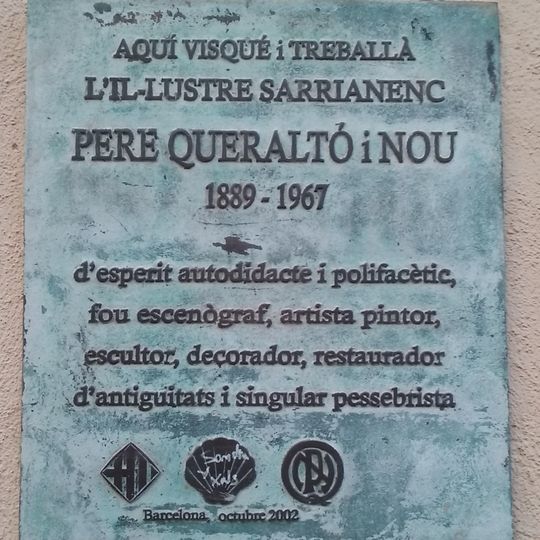 AQUÍ VISQUÉ i TREBALLÀ
L'IL-LUSTRE SARRIANENC
PERE QUERALTÓ i NOU
1889 - 1967
d'esperit autodidacte i polifacètic,
fou escenògraf, artista pintor,
escultor, decorador, restaurador
d'antiguitats i singular pessebrista
Barcelona, octubre 2002